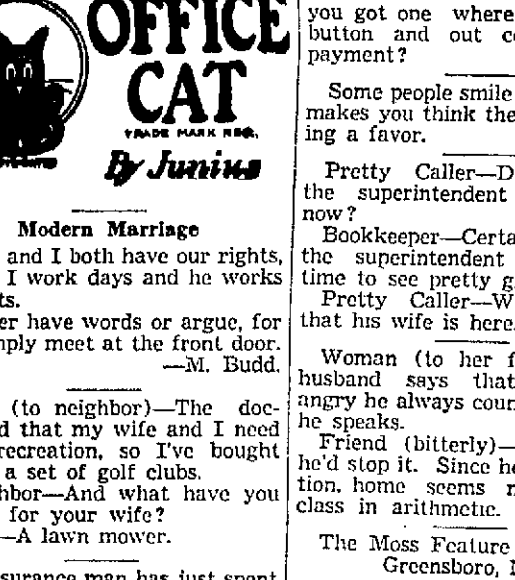 OFFICE
CAT
TRADE MARK REG.
By Junius
Modern Marriage
and I both have our rights,
I work days and he works
ts.
er have words or argue, for
mply meet at the front door.
—M. Budd.
(to neighbor)—The doc-
d that my wife and I need
recreation, so I've bought
a set of golf clubs.
hbor—And what have you
for your wife?
—A lawn mower.
surance man has just spent
you got one where
button and out co
payment?
Some people smile
makes you think the
ing a favor.
Pretty Caller—D
the superintendent
now?
Bookkeeper—Certa
the superintendent
time to see pretty g
Pretty Caller—W
that his wife is here.
Woman (to her f
husband says that
angry he always coun
he speaks.
Friend (bitterly)—
he'd stop it. Since he
tion, home seems m
class in arithmetic.
The Moss Feature
Greensboro, N